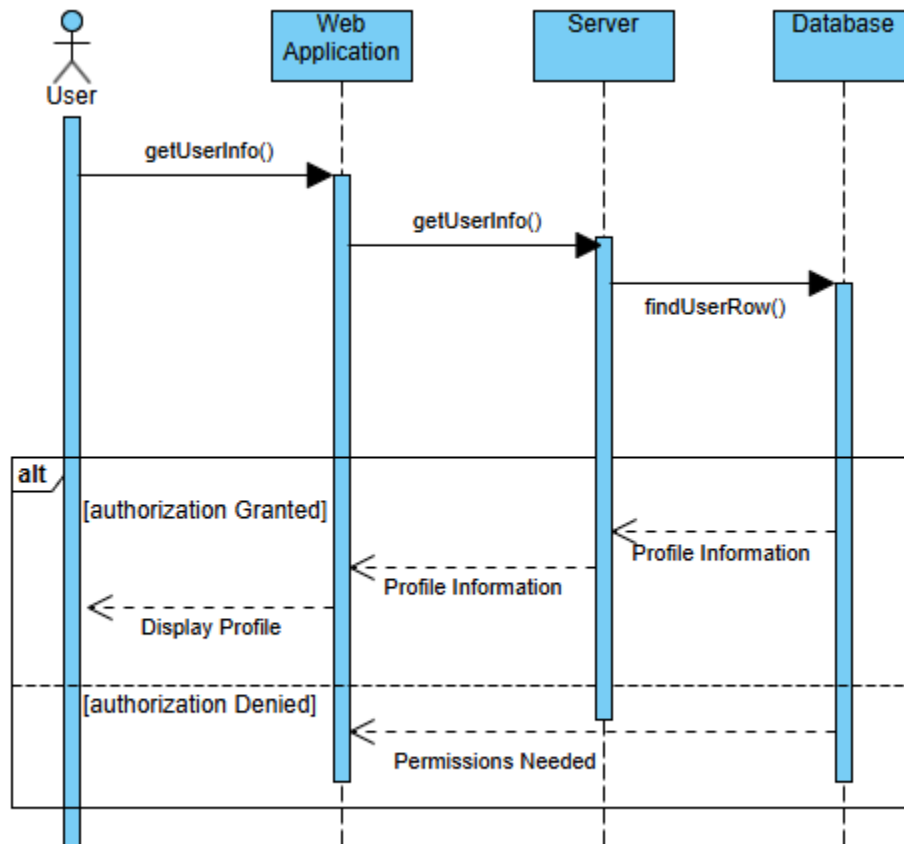 Web
Application
Server
Database
User
getUserInfo()
getUserInfo()
findUserRow()
alt
[authorization Granted]
Profile Information
Profile Information
Display Profile
[authorization Denied]
Permissions Needed